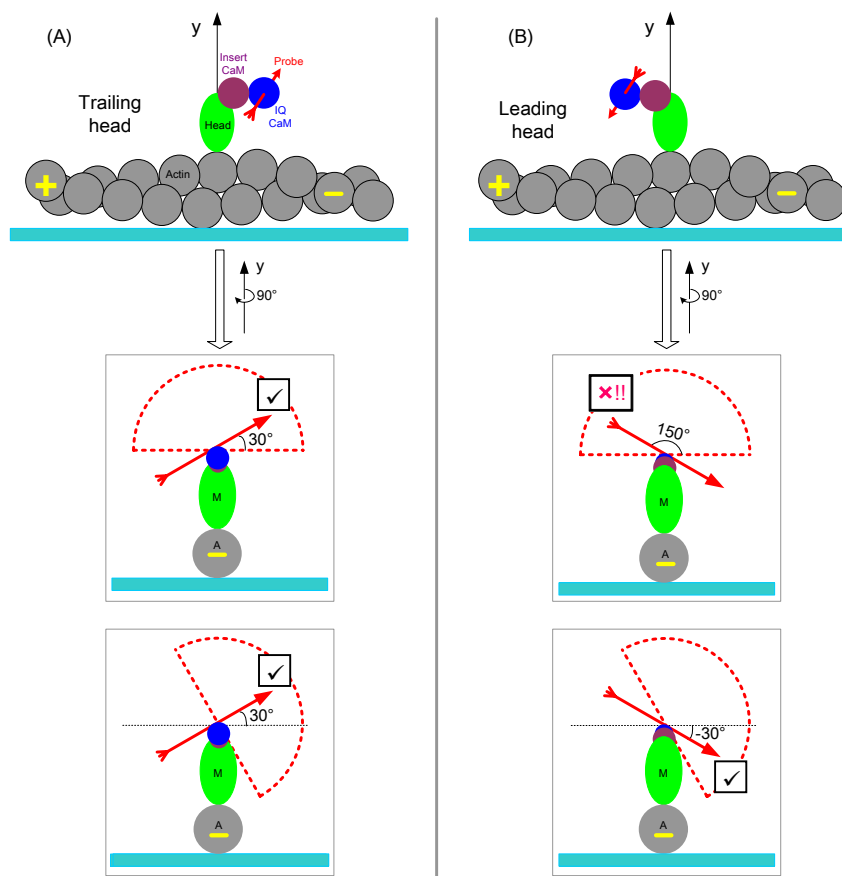 (A)
y
Insert
CaM
Probe
Trailing
head
IQ
CaM
Head
Actin
+
−
y
90°
✓
30°
M
A
−
✓
30°
M
A
−
(B)
y
Leading
head
+
−
y
90°
×!!
150°
M
A
−
-30°
✓
M
A
−